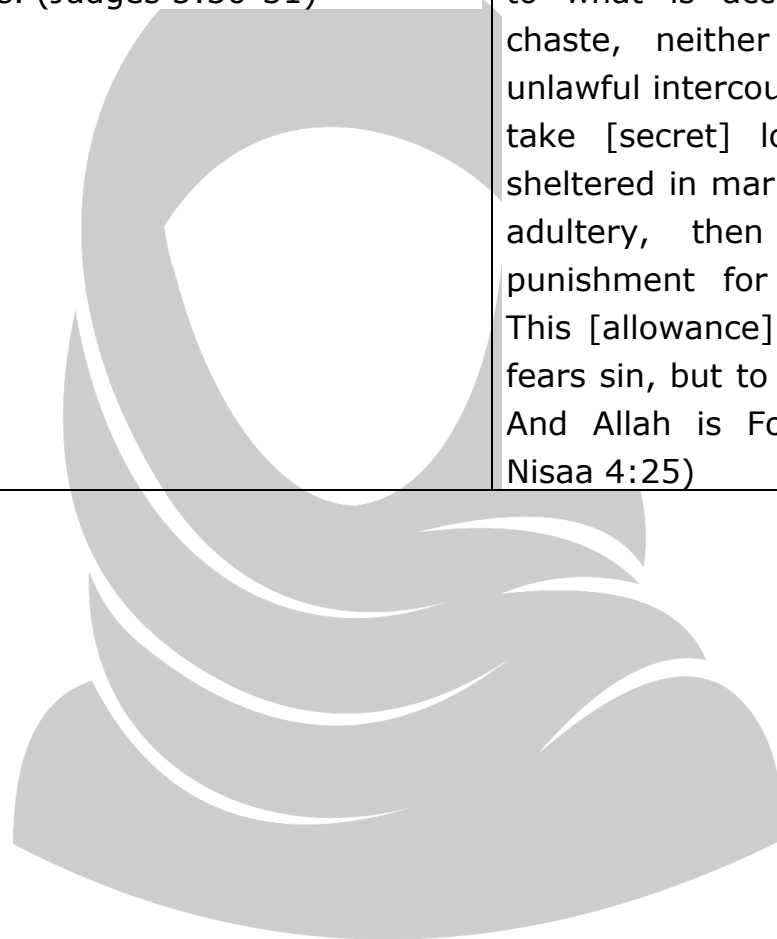 s. (Judges 5:30-31)
to what is acc
chaste, neither
unlawful intercou
take [secret] lo
sheltered in mar
adultery, then
punishment for
This [allowance]
fears sin, but to
And Allah is Fo
Nisaa 4:25)